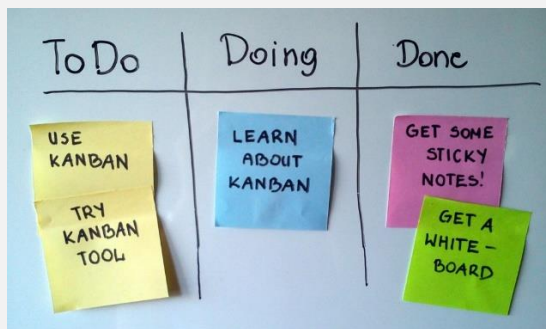 To Do
Doing
Done
USE
KANBAN
TRY
KANBAN
TOOL
LEARN
ABOUT
KANBAN
GET SOME
STICKY
NOTES!
GET A
WHITE-
BOARD